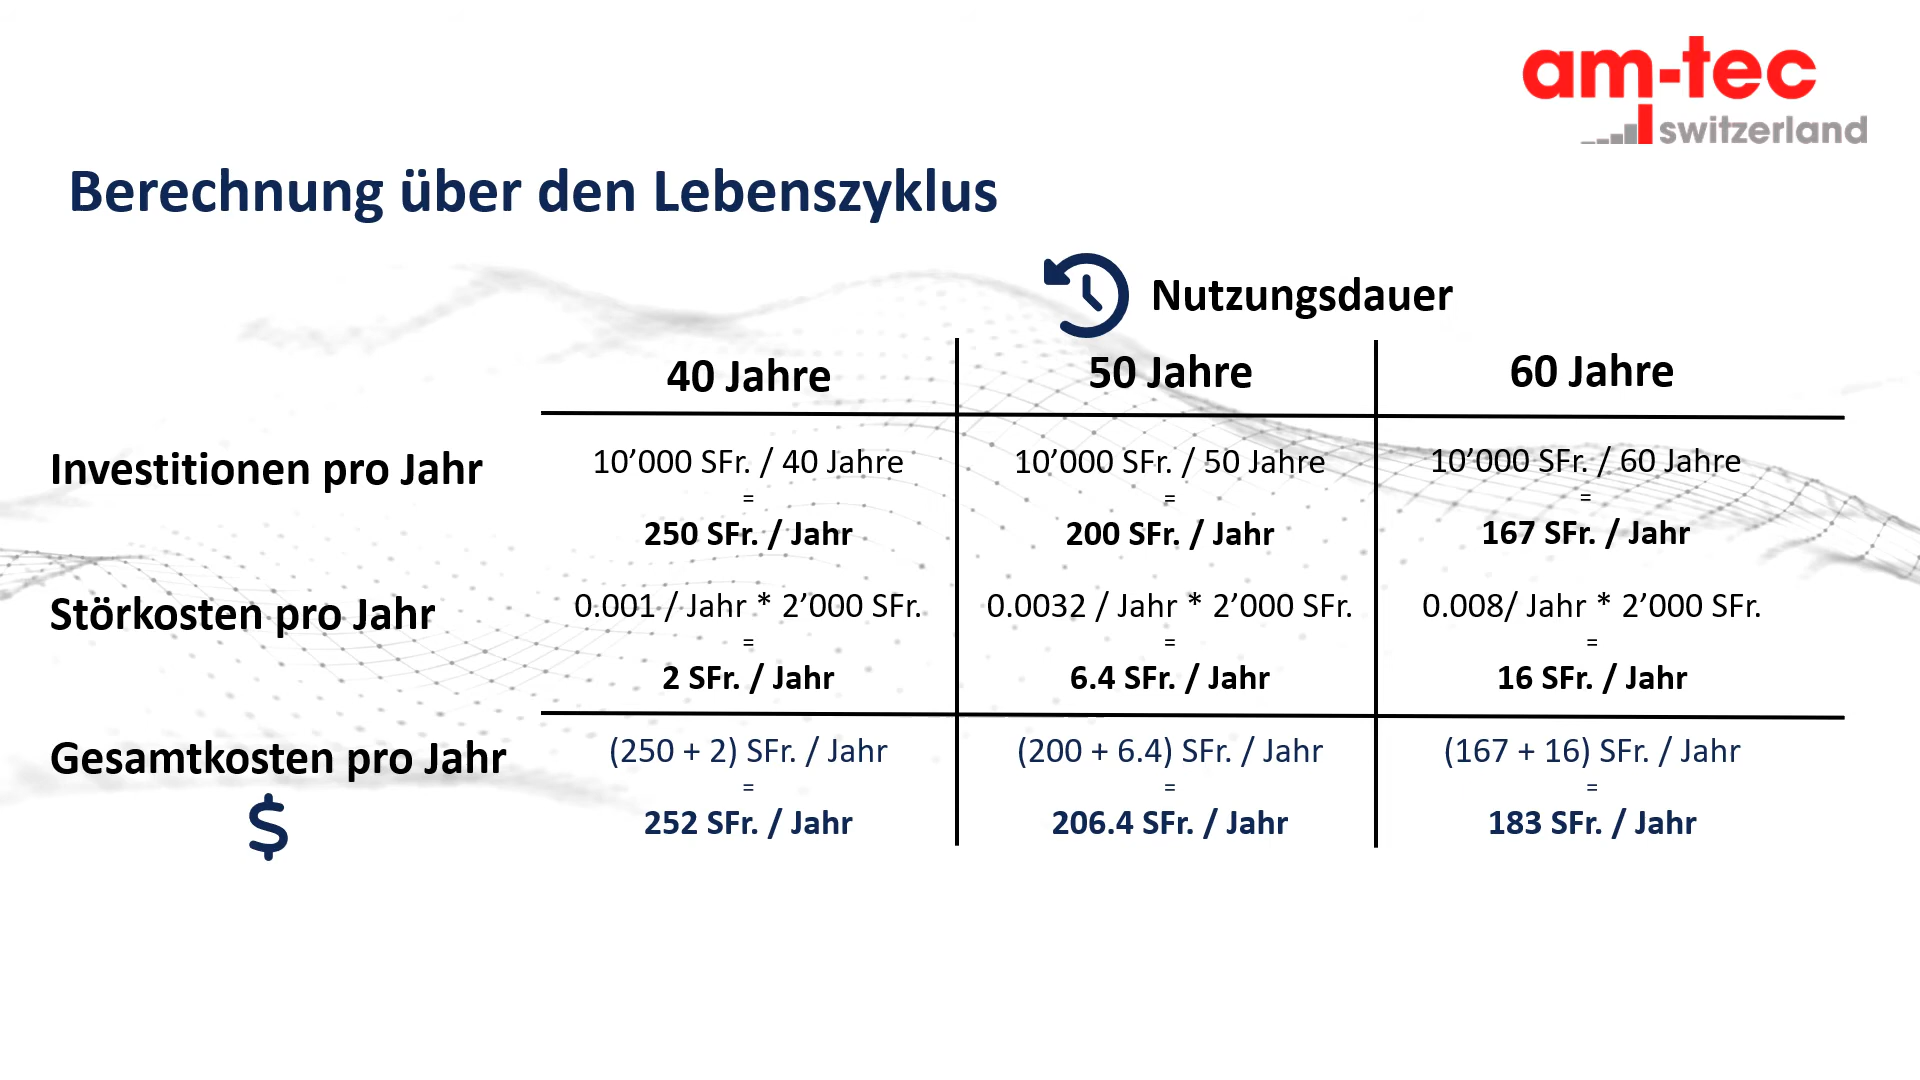 am-tec
switzerland
Berechnung über den Lebenszyklus
Nutzungsdauer
40 Jahre
50 Jahre
60 Jahre
Investitionen pro Jahr
10’000 SFr. / 40 Jahre
=
250 SFr. / Jahr
10’000 SFr. / 50 Jahre
=
200 SFr. / Jahr
10’000 SFr. / 60 Jahre
=
167 SFr. / Jahr
Störkosten pro Jahr
0.001 / Jahr * 2’000 SFr.
=
2 SFr. / Jahr
0.0032 / Jahr * 2’000 SFr.
=
6.4 SFr. / Jahr
0.008/ Jahr * 2’000 SFr.
=
16 SFr. / Jahr
Gesamtkosten pro Jahr
$
(250 + 2) SFr. / Jahr
=
252 SFr. / Jahr
(200 + 6.4) SFr. / Jahr
=
206.4 SFr. / Jahr
(167 + 16) SFr. / Jahr
=
183 SFr. / Jahr